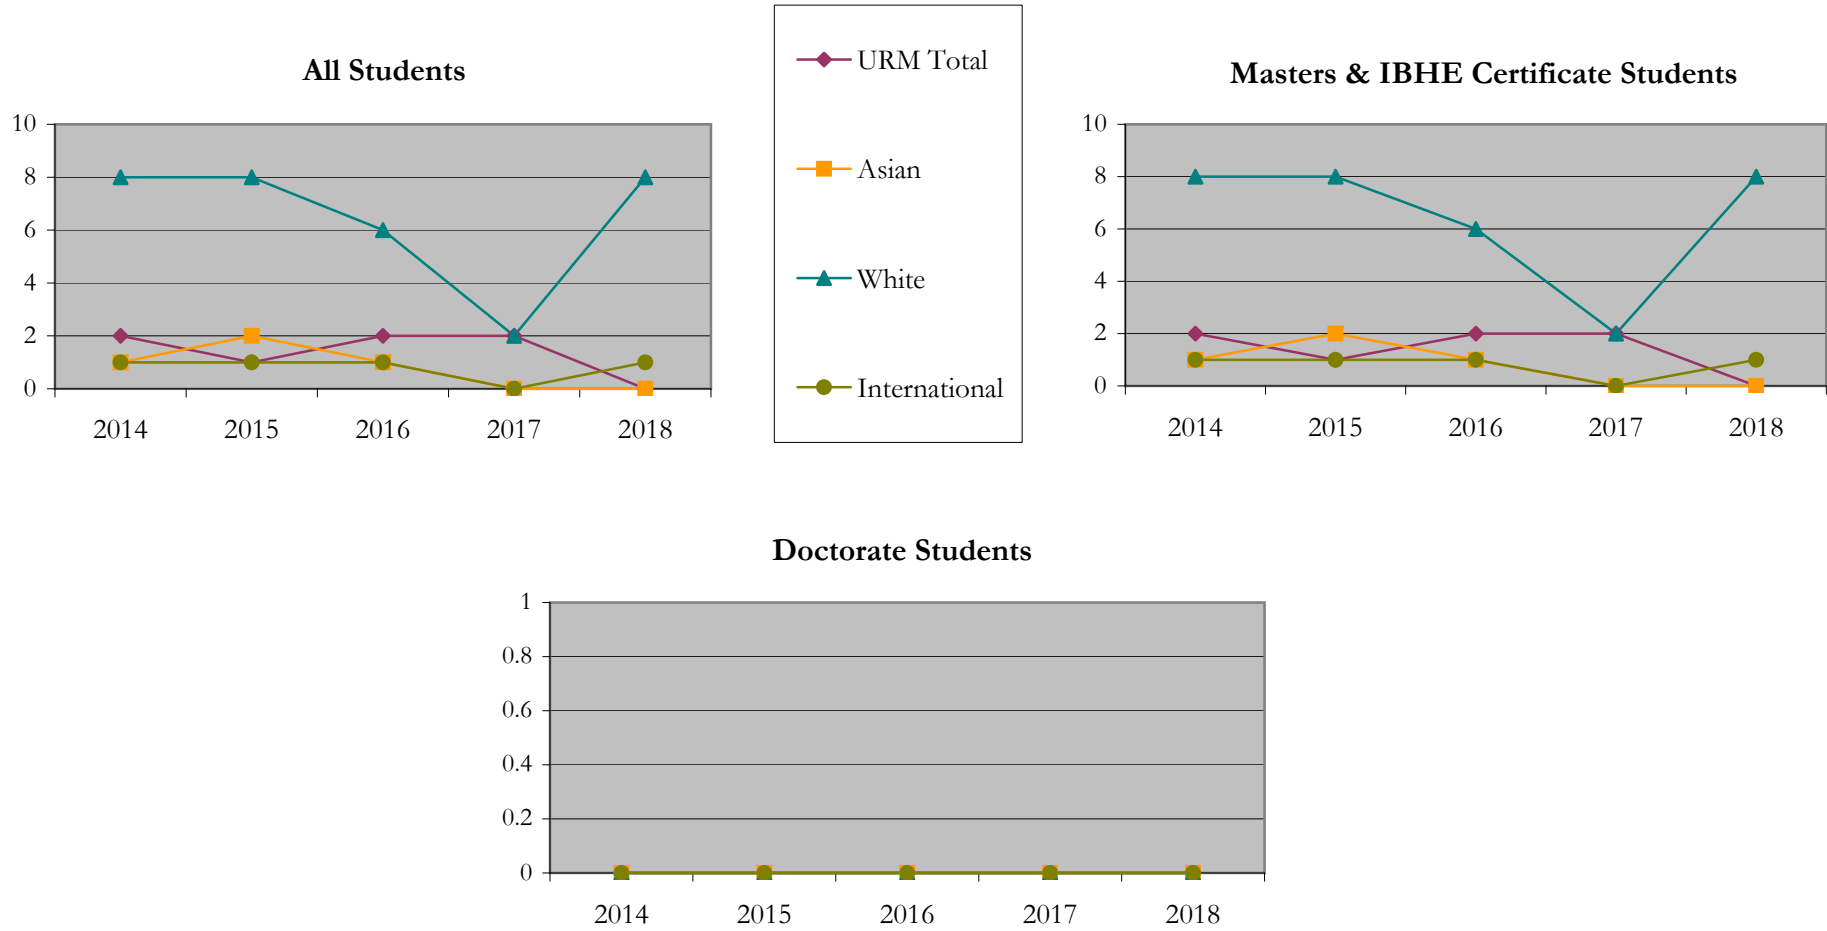 All Students
10
8
6
4
2
0
2014 2015 2016 2017 2018
URM Total
Asian
White
International
Masters & IBHE Certificate Students
10
8
6
4
2
0
2014 2015 2016 2017 2018
Doctorate Students
1
0.8
0.6
0.4
0.2
0
2014 2015 2016 2017 2018